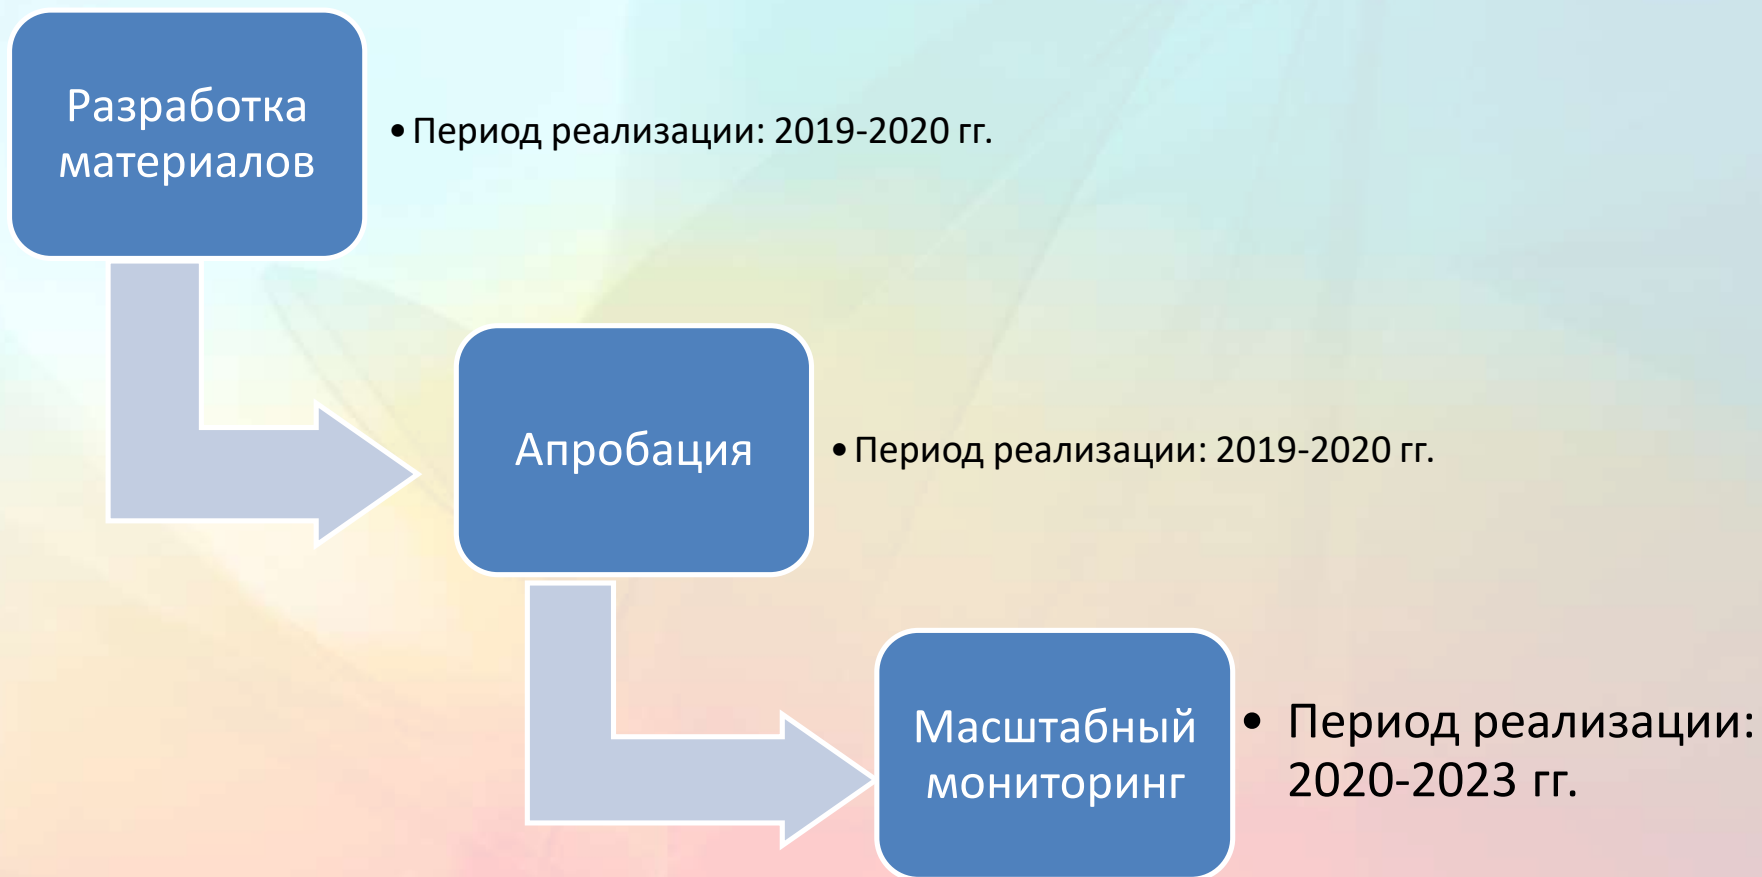 Разработка
материалов
• Период реализации: 2019-2020 гг.
Апробация
• Период реализации: 2019-2020 гг.
Масштабный
мониторинг
• Период реализации:
2020-2023 гг.